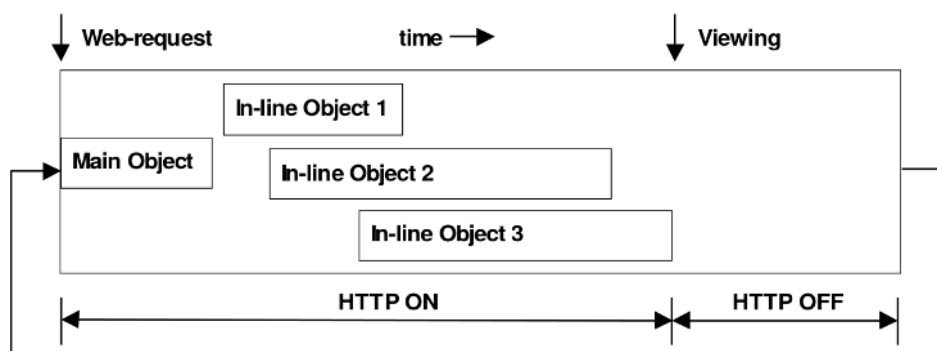 Web-request time Viewing
In-line Object 1
Main Object
In-line Object 2
In-line Object 3
HTTP ON HTTP OFF